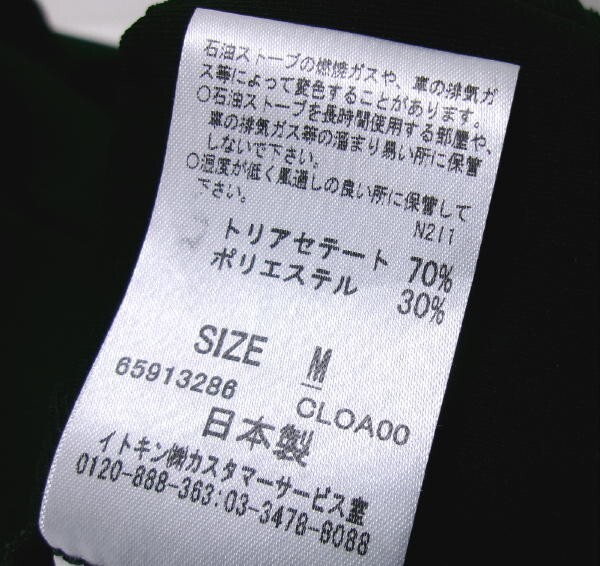 石油ストーブの燃焼ガスや、車の排気ガ
ス等によって変色することがあります。
○石油ストーブを長時間使用する部屋や、
車の排気ガス等の溜まり易い所に保管
しないで下さい。
○湿度が低く風通しの良い所に保管して
下さい。
N211
トリアセテート 70%
ポリエステル 30%
SIZE M
65913286 CLOA00
日本製
イトキン㈱カスタマーサービス室
0120-888-363:03-3478-8088